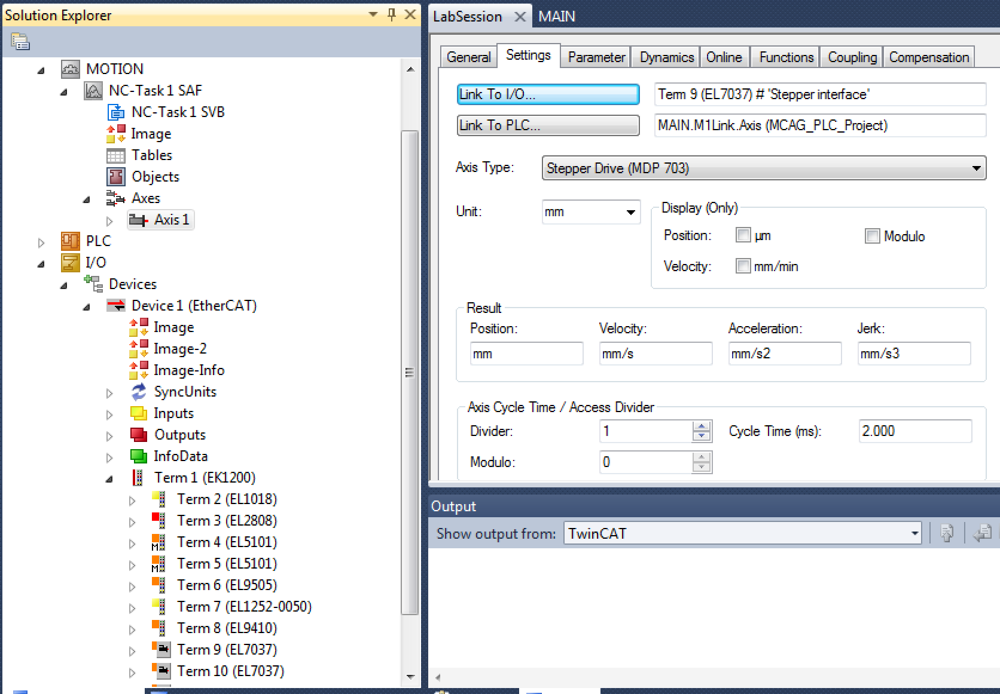 Solution Explorer
MOTION
NC-Task 1 SAF
NC-Task 1 SVB
Image
Tables
Objects
Axes
Axis 1
PLC
I/O
Devices
Device 1 (EtherCAT)
Image
Image-2
Image-Info
SyncUnits
Inputs
Outputs
InfoData
Term 1 (EK1200)
Term 2 (EL1018)
Term 3 (EL2808)
M Term 4 (EL5101)
M Term 5 (EL5101)
Term 6 (EL9505)
Term 7 (EL1252-0050)
Term 8 (EL9410)
Term 9 (EL7037)
Term 10 (EL7037)
LabSession MAIN
General Settings Parameter Dynamics Online Functions Coupling Compensation
Link To I/O... Term 9 (EL7037) # 'Stepper interface'
Link To PLC... MAIN.M1Link.Axis (MCAG_PLC_Project)
Axis Type: Stepper Drive (MDP 703)
Unit: mm
Display (Only)
Position: µm Modulo
Velocity: mm/min
Result
Position: Velocity: Acceleration: Jerk:
mm mm/s mm/s2 mm/s3
Axis Cycle Time / Access Divider
Divider: 1 Cycle Time (ms): 2.000
Modulo: 0
Output
Show output from: TwinCAT